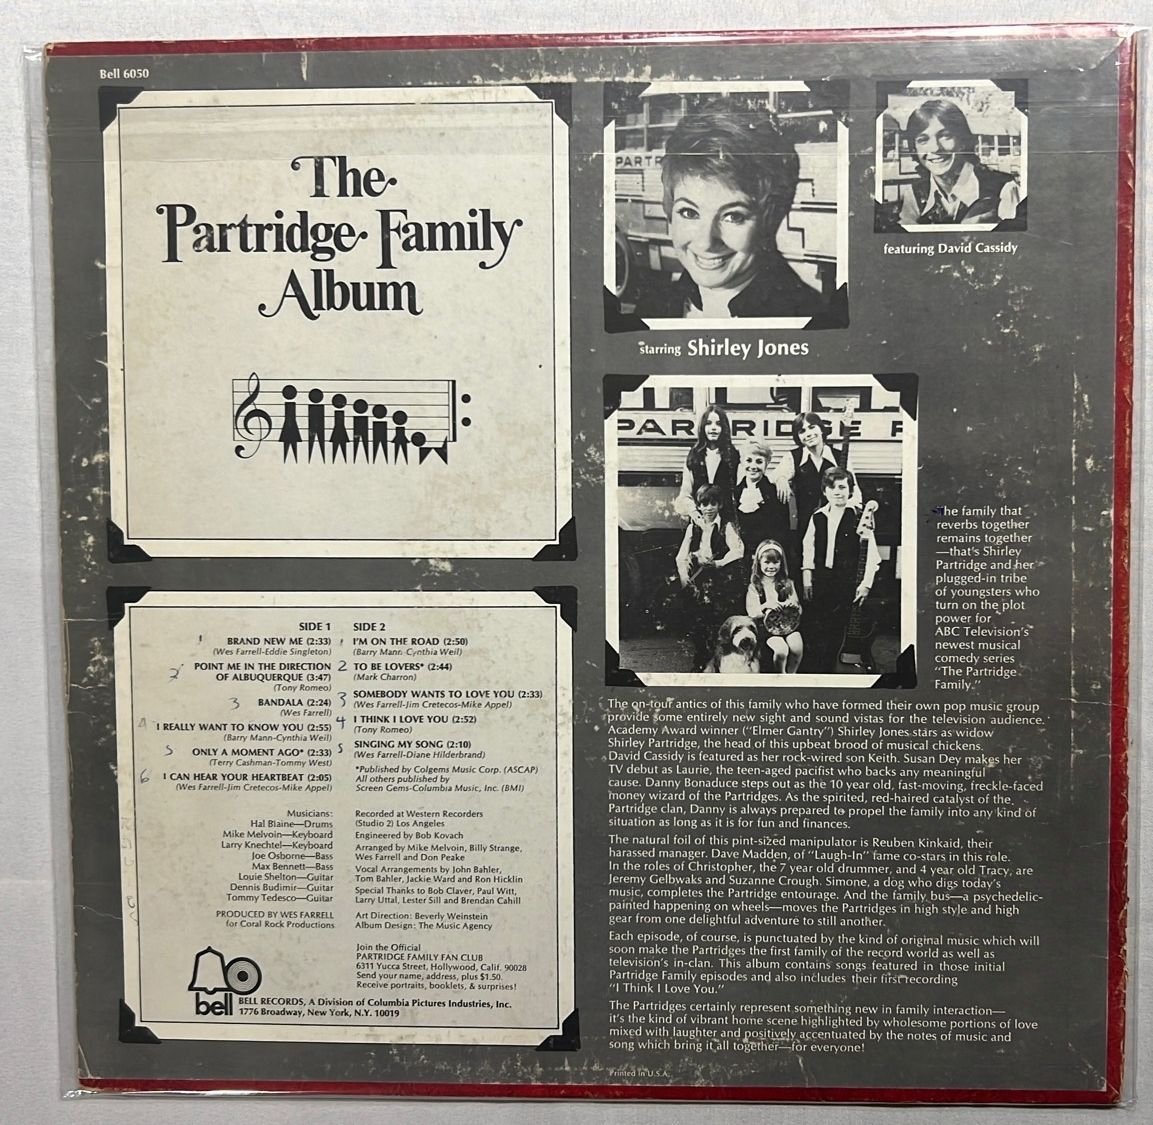 Bell 6050
The
Partridge Family
Album
PARTR
starring Shirley Jones
featuring David Cassidy
PARTRIDGE F
The family that
reverbs together
remains together
—that's Shirley
Partridge and her
plugged-in tribe
of youngsters who
turn on the plot
power for
ABC Television's
newest musical
comedy series
"The Partridge
Family."
The on-tour antics of this family who have formed their own pop music group
provide some entirely new sight and sound vistas for the television audience.
Academy Award winner ("Elmer Gantry") Shirley Jones stars as widow
Shirley Partridge, the head of this upbeat brood of musical chickens.
David Cassidy is featured as her rock-wired son Keith. Susan Dey makes her
TV debut as Laurie, the teen-aged pacifist who backs any meaningful
cause. Danny Bonaduce steps out as the 10 year old, fast-moving, freckle-faced
money wizard of the Partridges. As the spirited, red-haired catalyst of the
Partridge clan, Danny is always prepared to propel the family into any kind of
situation as long as it is for fun and finances.
The natural foil of this pint-sized manipulator is Reuben Kinkaid, their
harassed manager. Dave Madden, of "Laugh-In" fame co-stars in this role.
In the roles of Christopher, the 7 year old drummer, and 4 year old Tracy, are
Jeremy Gelbwaks and Suzanne Crough. Simone, a dog who digs today's
music, completes the Partridge entourage. And the family bus—a psychedelic-
painted happening on wheels—moves the Partridges in high style and high
gear from one delightful adventure to still another.
Each episode, of course, is punctuated by the kind of original music which will
soon make the Partridges the first family of the record world as well as
television's in-clan. This album contains songs featured in those initial
Partridge Family episodes and also includes their first recording
"I Think I Love You."
The Partridges certainly represent something new in family interaction—
it's the kind of vibrant home scene highlighted by wholesome portions of love
mixed with laughter and positively accentuated by the notes of music and
song which bring it all together—for everyone!
Printed In U.S.A.
SIDE 1
1 BRAND NEW ME (2:33)
(Wes Farrell-Eddie Singleton)
2 POINT ME IN THE DIRECTION
OF ALBUQUERQUE (3:47)
(Tony Romeo)
3 BANDALA (2:24)
(Wes Farrell)
4 I REALLY WANT TO KNOW YOU (2:55)
(Barry Mann-Cynthia Weil)
5 ONLY A MOMENT AGO* (2:33)
(Terry Cashman-Tommy West)
6 I CAN HEAR YOUR HEARTBEAT (2:05)
(Wes Farrell-Jim Cretecos-Mike Appel)
SIDE 2
1 I'M ON THE ROAD (2:50)
(Barry Mann-Cynthia Weil)
2 TO BE LOVERS* (2:44)
(Mark Charron)
3 SOMEBODY WANTS TO LOVE YOU (2:33)
(Wes Farrell-Jim Cretecos-Mike Appel)
4 I THINK I LOVE YOU (2:52)
(Tony Romeo)
5 SINGING MY SONG (2:10)
(Wes Farrell-Diane Hilderbrand)
*Published by Colgems Music Corp. (ASCAP)
All others published by
Screen Gems-Columbia Music, Inc. (BMI)
Musicians:
Hal Blaine—Drums
Mike Melvoin—Keyboard
Larry Knechtel—Keyboard
Joe Osborne—Bass
Max Bennett—Bass
Louie Shelton—Guitar
Dennis Budimir—Guitar
Tommy Tedesco—Guitar
PRODUCED BY WES FARRELL
for Coral Rock Productions
Recorded at Western Recorders
(Studio 2) Los Angeles
Engineered by Bob Kovach
Arranged by Mike Melvoin, Billy Strange,
Wes Farrell and Don Peake
Vocal Arrangements by John Bahler,
Tom Bahler, Jackie Ward and Ron Hicklin
Special Thanks to Bob Claver, Paul Witt,
Larry Uttal, Lester Sill and Brendan Cahill
Art Direction: Beverly Weinstein
Album Design: The Music Agency
Join the Official
PARTRIDGE FAMILY FAN CLUB
6311 Yucca Street, Hollywood, Calif. 90028
Send your name, address, plus $1.50.
Receive portraits, booklets, & surprises!
bell
BELL RECORDS, A Division of Columbia Pictures Industries, Inc.
1776 Broadway, New York, N.Y. 10019